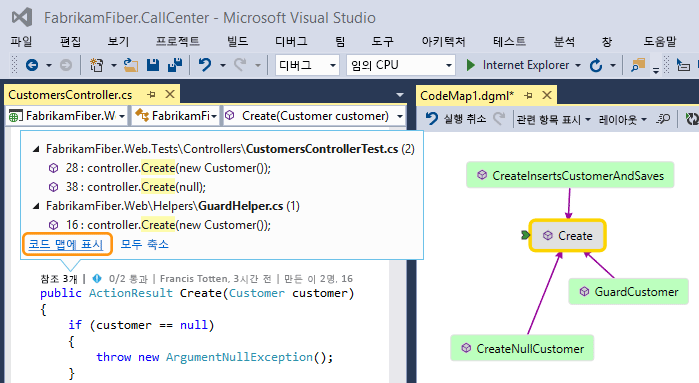 FabrikamFiber.CallCenter - Microsoft Visual Studio
파일 편집 보기 프로젝트 빌드 디버그 팀 도구 아키텍처 테스트 분석 창 도움말
디버그 임의 CPU Internet Explorer
CustomersController.cs
FabrikamFiber.W FabrikamFi Create(Customer customer)
FabrikamFiber.Web.Tests\Controllers\CustomersControllerTest.cs (2)
28 : controller.Create(new Customer());
38 : controller.Create(null);
FabrikamFiber.Web\Helpers\GuardHelper.cs (1)
16 : controller.Create(new Customer());
코드 맵에 표시 모두 축소
참조 3개 | 0/2 통과 | Francis Totten, 3시간 전 | 만든 이 2명, 16
public ActionResult Create(Customer customer)
{
if (customer == null)
{
throw new ArgumentNullException();
}
CodeMap1.dgml*
실행 취소 관련 항목 표시 레이아웃
CreateInsertsCustomerAndSaves
Create
GuardCustomer
CreateNullCustomer